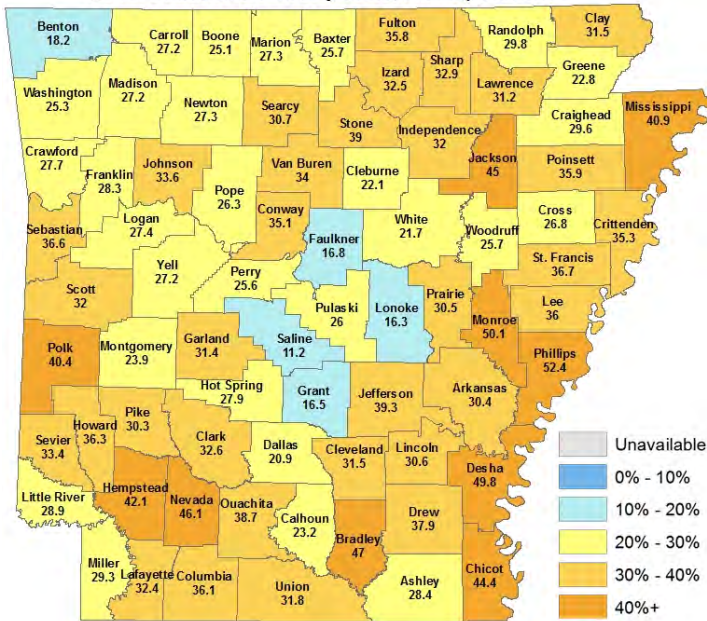 Benton
18.2
Carroll
27.2
Boone
25.1
Marion
27.3
Baxter
25.7
Fulton
35.8
Randolph
29.8
Clay
31.5
Izard
32.5
Sharp
32.9
Greene
22.8
Washington
25.3
Madison
27.2
Newton
27.3
Searcy
30.7
Stone
39
Independence
32
Lawrence
31.2
Craighead
29.6
Mississippi
40.9
Crawford
27.7
Franklin
28.3
Johnson
33.6
Pope
26.3
Van Buren
34
Cleburne
22.1
Jackson
45
Poinsett
35.9
Logan
27.4
Conway
35.1
Faulkner
16.8
White
21.7
Woodruff
25.7
Cross
26.8
Crittenden
35.3
Sebastian
36.6
Scott
32
Yell
27.2
Perry
25.6
Pulaski
26
Lonoke
16.3
Prairie
30.5
St. Francis
36.7
Lee
36
Monroe
50.1
Phillips
52.4
Polk
40.4
Montgomery
23.9
Garland
31.4
Saline
11.2
Hot Spring
27.9
Grant
16.5
Jefferson
39.3
Arkansas
30.4
Sevier
33.4
Howard
36.3
Pike
30.3
Clark
32.6
Dallas
20.9
Cleveland
31.5
Lincoln
30.6
Desha
49.8
Little River
28.9
Hempstead
42.1
Nevada
46.1
Ouachita
38.7
Calhoun
23.2
Bradley
47
Drew
37.9
Chicot
44.4
Miller
29.3
Lafayette
32.4
Columbia
36.1
Union
31.8
Ashley
28.4
Unavailable
0% - 10%
10% - 20%
20% - 30%
30% - 40%
40%+